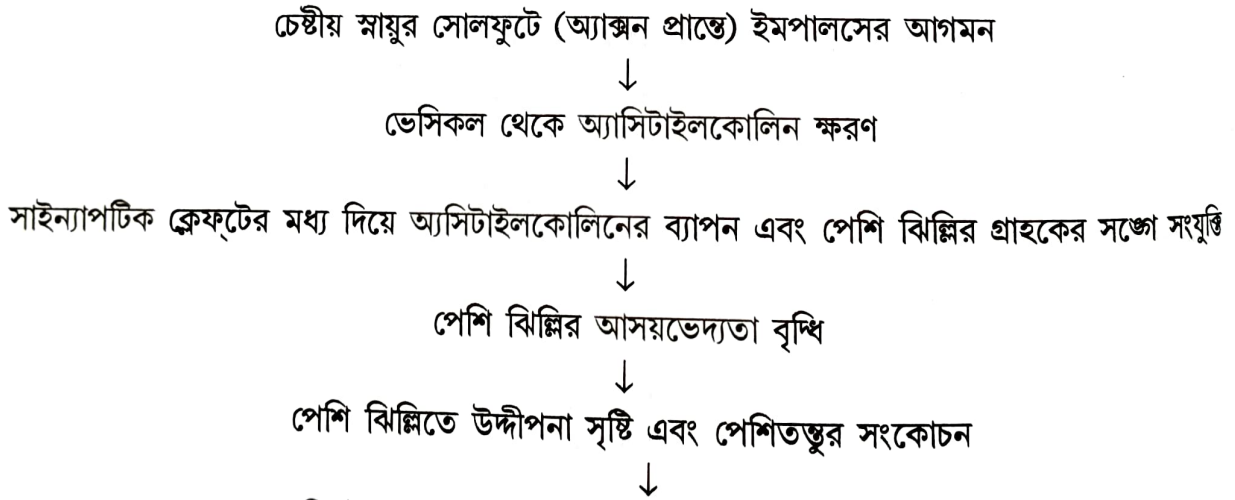 চেষ্টীয় স্নায়ুর সোলফুটে (অ্যাক্সন প্রান্তে) ইমপালসের আগমন
↓
ভেসিকল থেকে অ্যাসিটাইলকোলিন ক্ষরণ
↓
সাইন্যাপটিক ক্লেফ্‌টের মধ্য দিয়ে অ্যসিটাইলকোলিনের ব্যাপন এবং পেশি ঝিল্লির গ্রাহকের সঙ্গে সংযুক্তি
↓
পেশি ঝিল্লির আসয়ভেদ্যতা বৃদ্ধি
↓
পেশি ঝিল্লিতে উদ্দীপনা সৃষ্টি এবং পেশিতন্তুর সংকোচন
↓